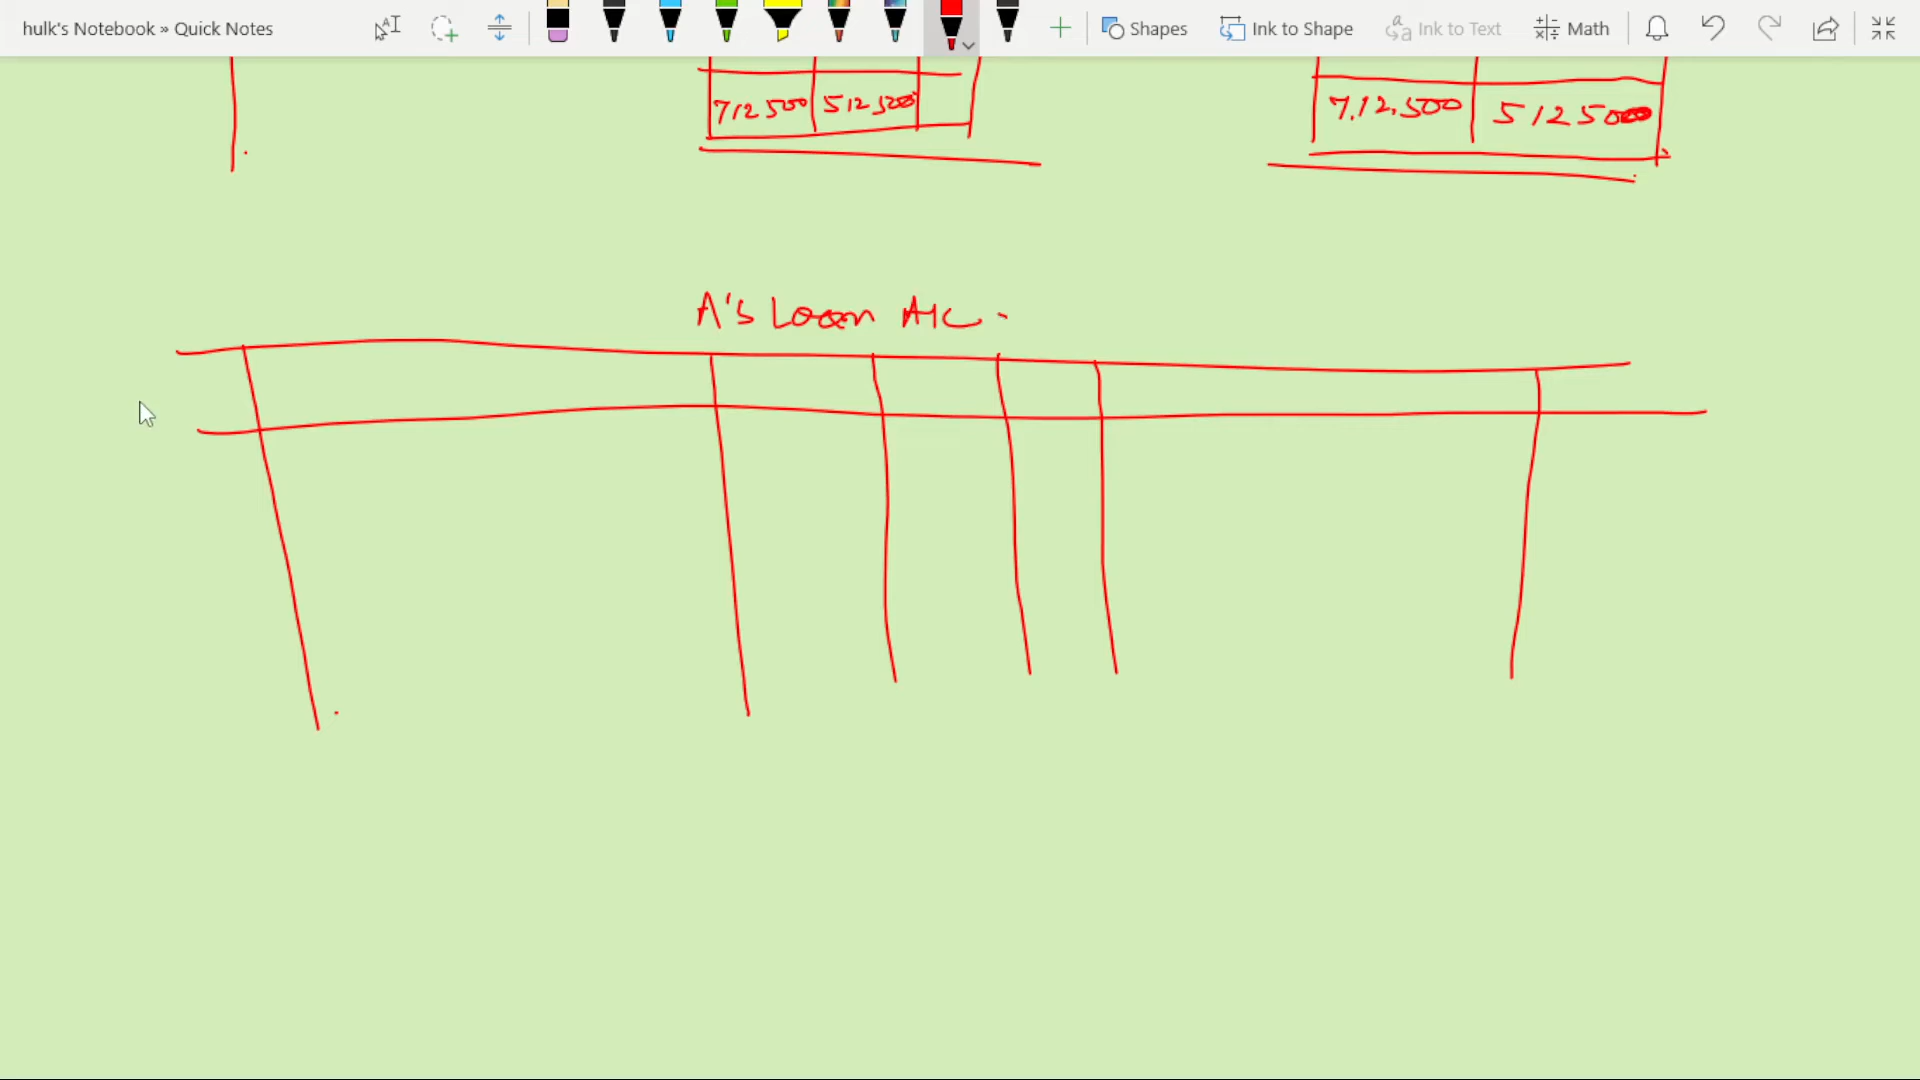 hulk's Notebook » Quick Notes
Shapes
Ink to Shape
Ink to Text
Math
712500 512500
7,12,500 512500
A's Loan A/C -